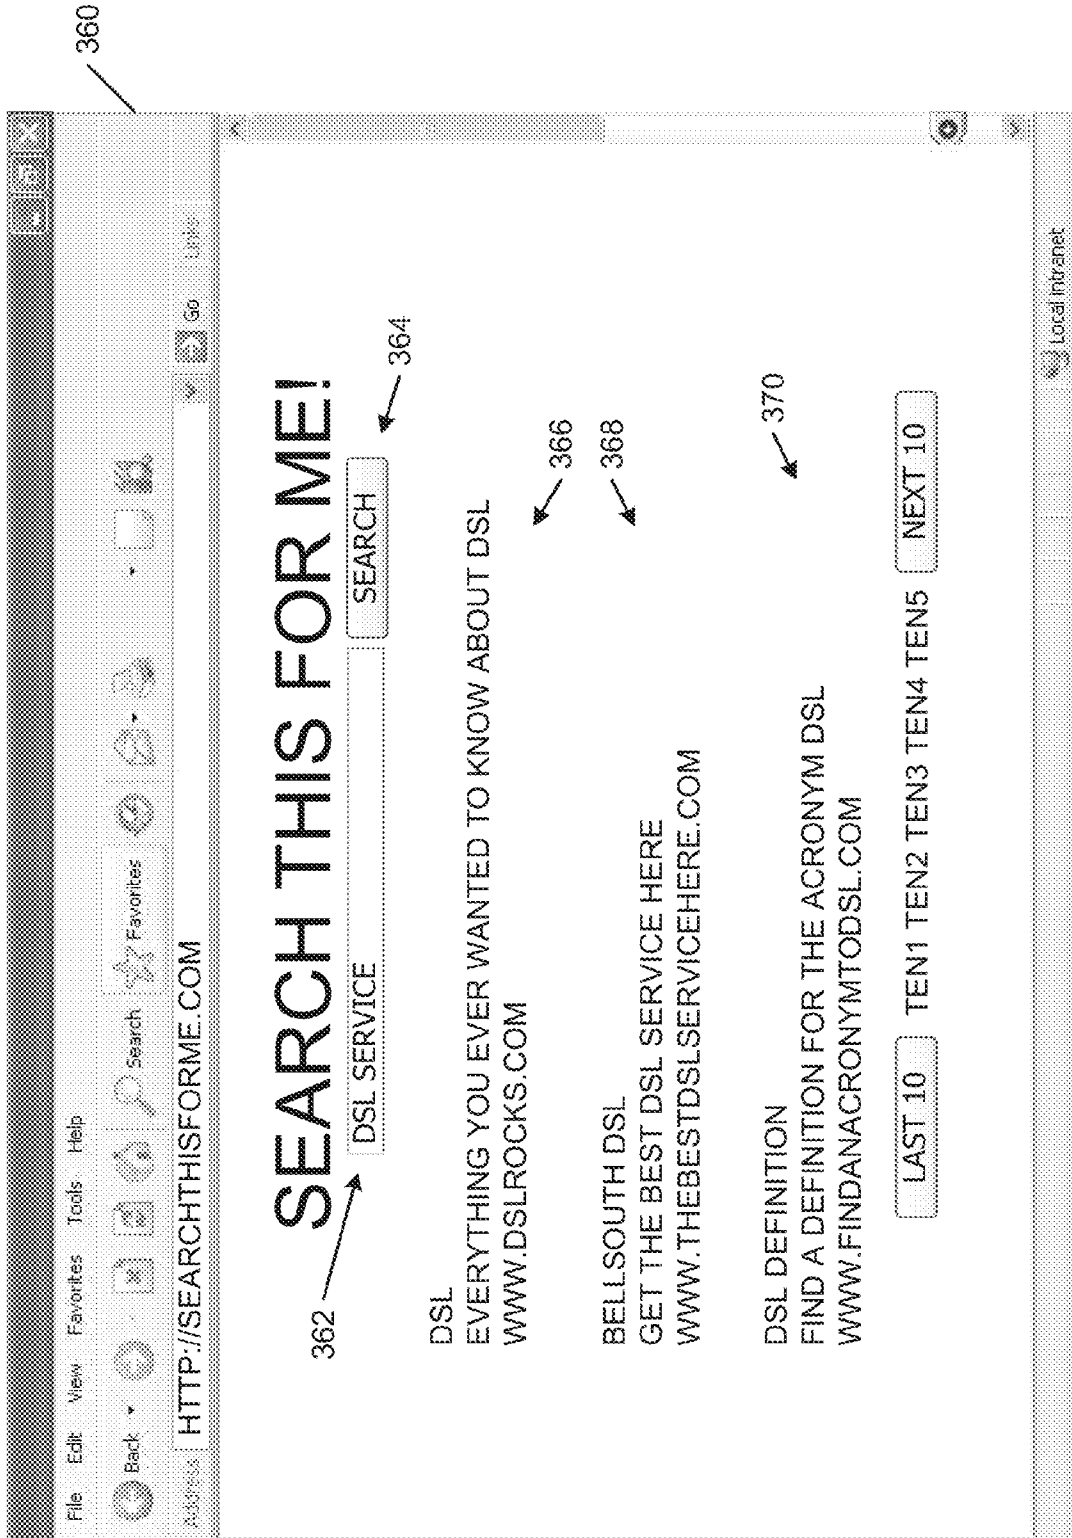 360
File Edit View Favorites Tools Help
Back Search Favorites
Address HTTP://SEARCHTHISFORME.COM Go Links
SEARCH THIS FOR ME!
362 DSL SERVICE SEARCH 364
DSL
EVERYTHING YOU EVER WANTED TO KNOW ABOUT DSL
WWW.DSLROCKS.COM
366
BELLSOUTH DSL
368
GET THE BEST DSL SERVICE HERE
WWW.THEBESTDSLSERVICEHERE.COM
DSL DEFINITION
370
FIND A DEFINITION FOR THE ACRONYM DSL
WWW.FINDANACRONYMTODSL.COM
LAST 10 TEN1 TEN2 TEN3 TEN4 TEN5 NEXT 10
Local intranet